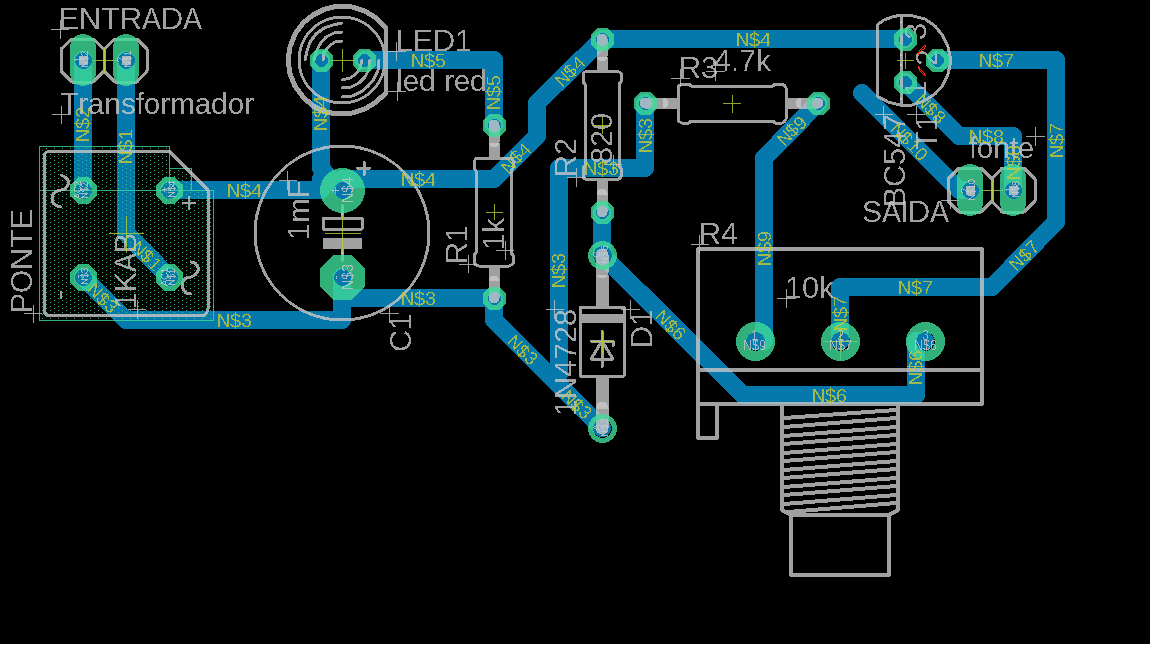 ENTRADA
Transformador
LED1
led red
N$5
N$5
N$4
N$4
R3
4.7k
N$7
N$2
N$1
N$4
N$4
R2
820
N$3
N$3
N$9
BC547
T1
N$8
N$8
N$8
N$7
fonte
N$10
SAIDA
N$4
N$4
1mF
R1
1k
PONTE
1KAB
N$1
N$3
N$3
N$3
C1
N$3
N$3
N$3
1N4728
D1
N$6
N$6
N$6
R4
10k
N$9
N$7
N$7
N$7
N$9
N$7
N$6